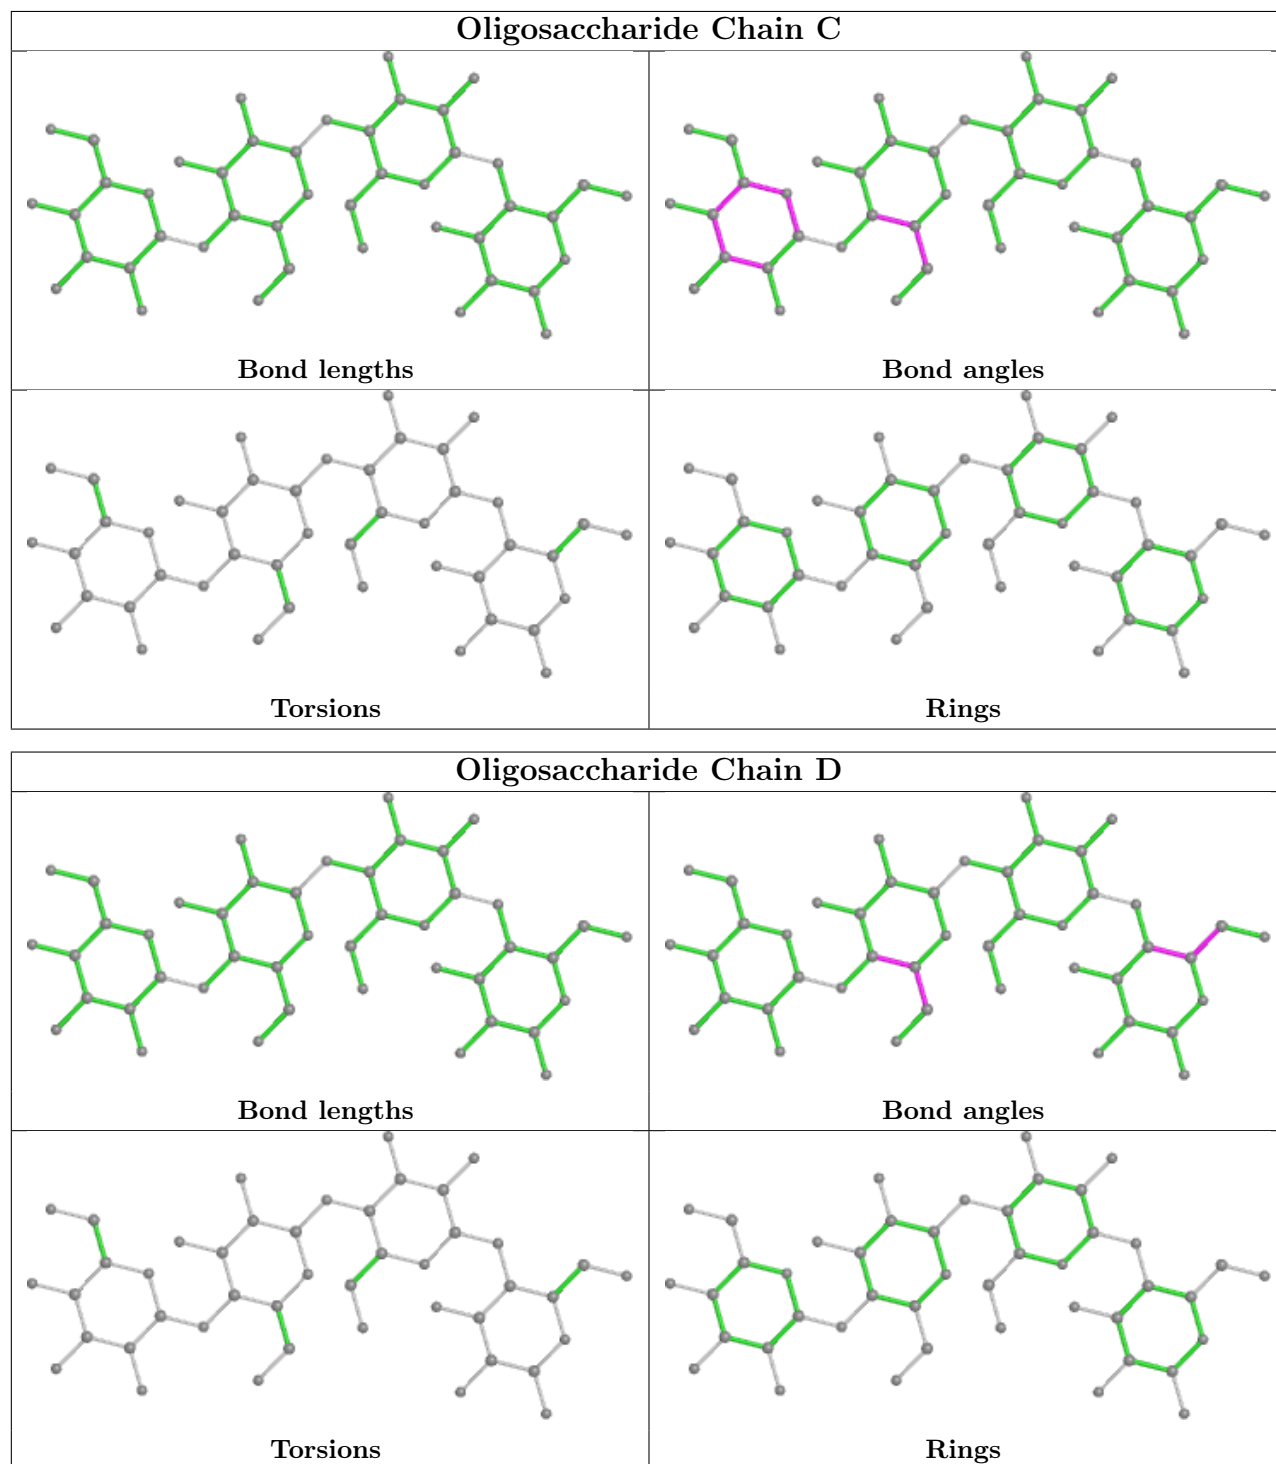 Oligosaccharide Chain C
Bond lengths
Bond angles
Torsions
Rings
Oligosaccharide Chain D
Bond lengths
Bond angles
Torsions
Rings